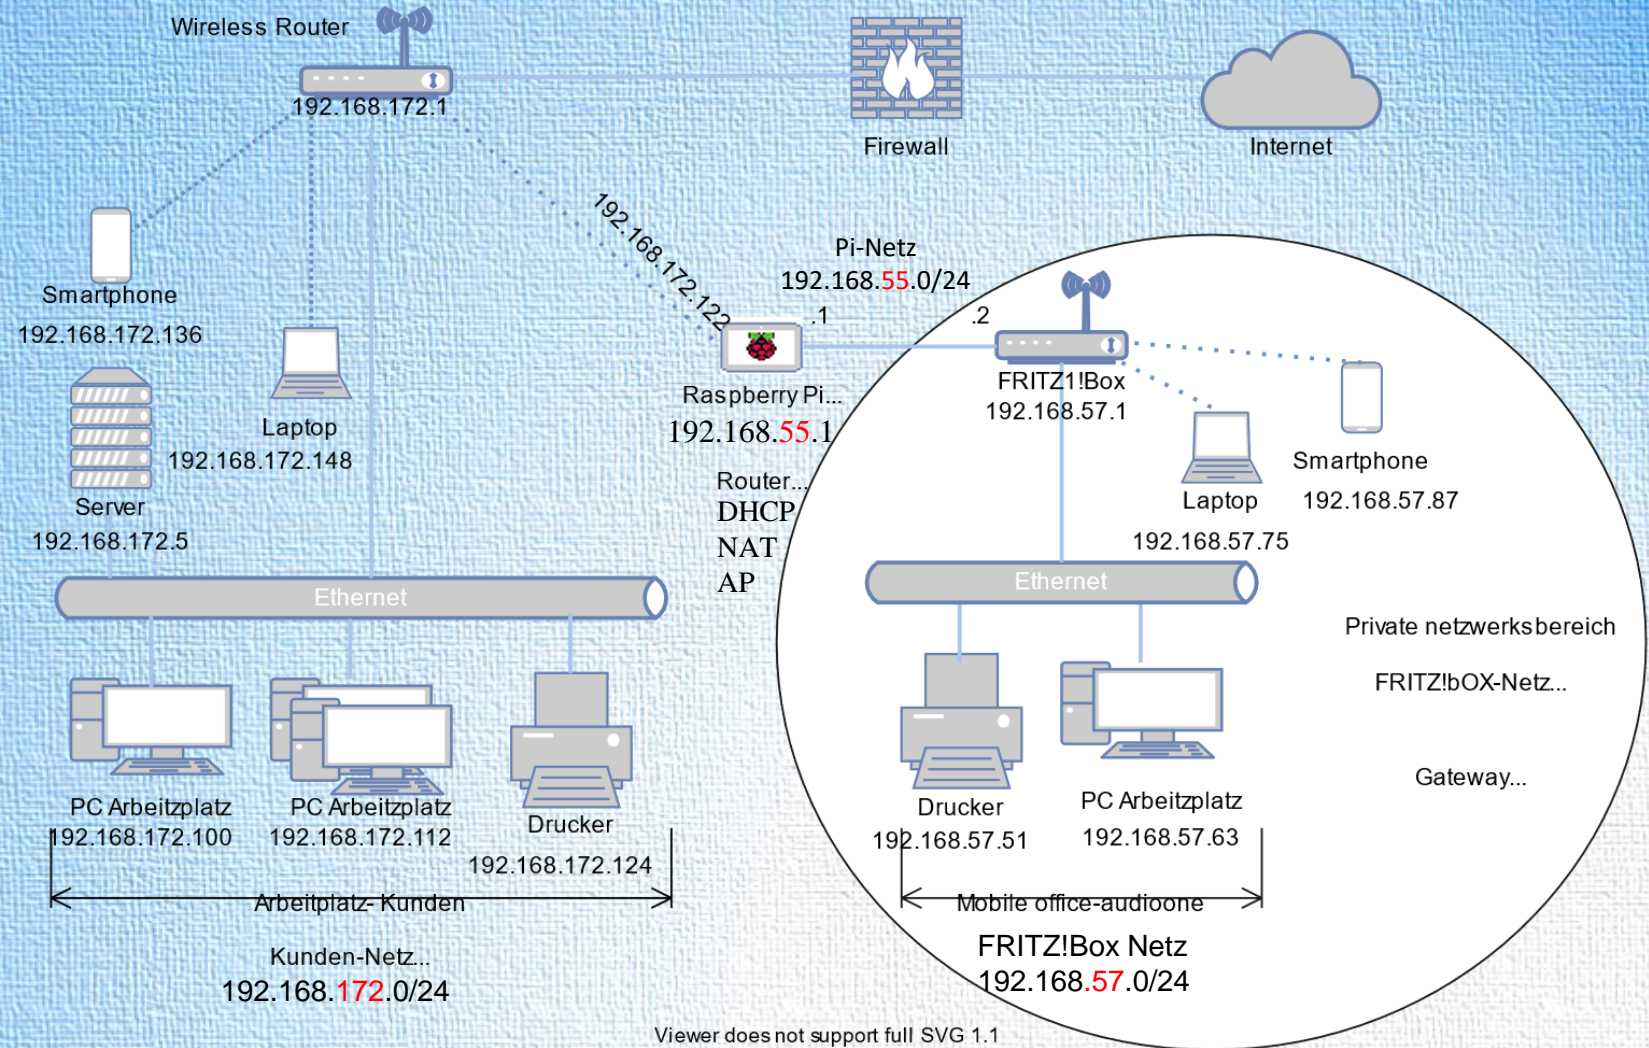 Wireless Router
192.168.172.1
Firewall
Internet
Smartphone
192.168.172.136
Laptop
192.168.172.148
Server
192.168.172.5
192.168.172.122
Pi-Netz
192.168.55.0/24
.1
.2
Raspberry Pi...
192.168.55.1
Router...
DHCP
NAT
AP
FRITZ1!Box
192.168.57.1
Laptop
192.168.57.75
Smartphone
192.168.57.87
Ethernet
Ethernet
Private netzwerksbereich
FRITZ!bOX-Netz...
Gateway...
PC Arbeitzplatz
192.168.172.100
PC Arbeitzplatz
192.168.172.112
Drucker
192.168.172.124
Arbeitplatz- Kunden
Kunden-Netz...
192.168.172.0/24
Drucker
192.168.57.51
PC Arbeitzplatz
192.168.57.63
Mobile office-audioone
FRITZ!Box Netz
192.168.57.0/24
Viewer does not support full SVG 1.1